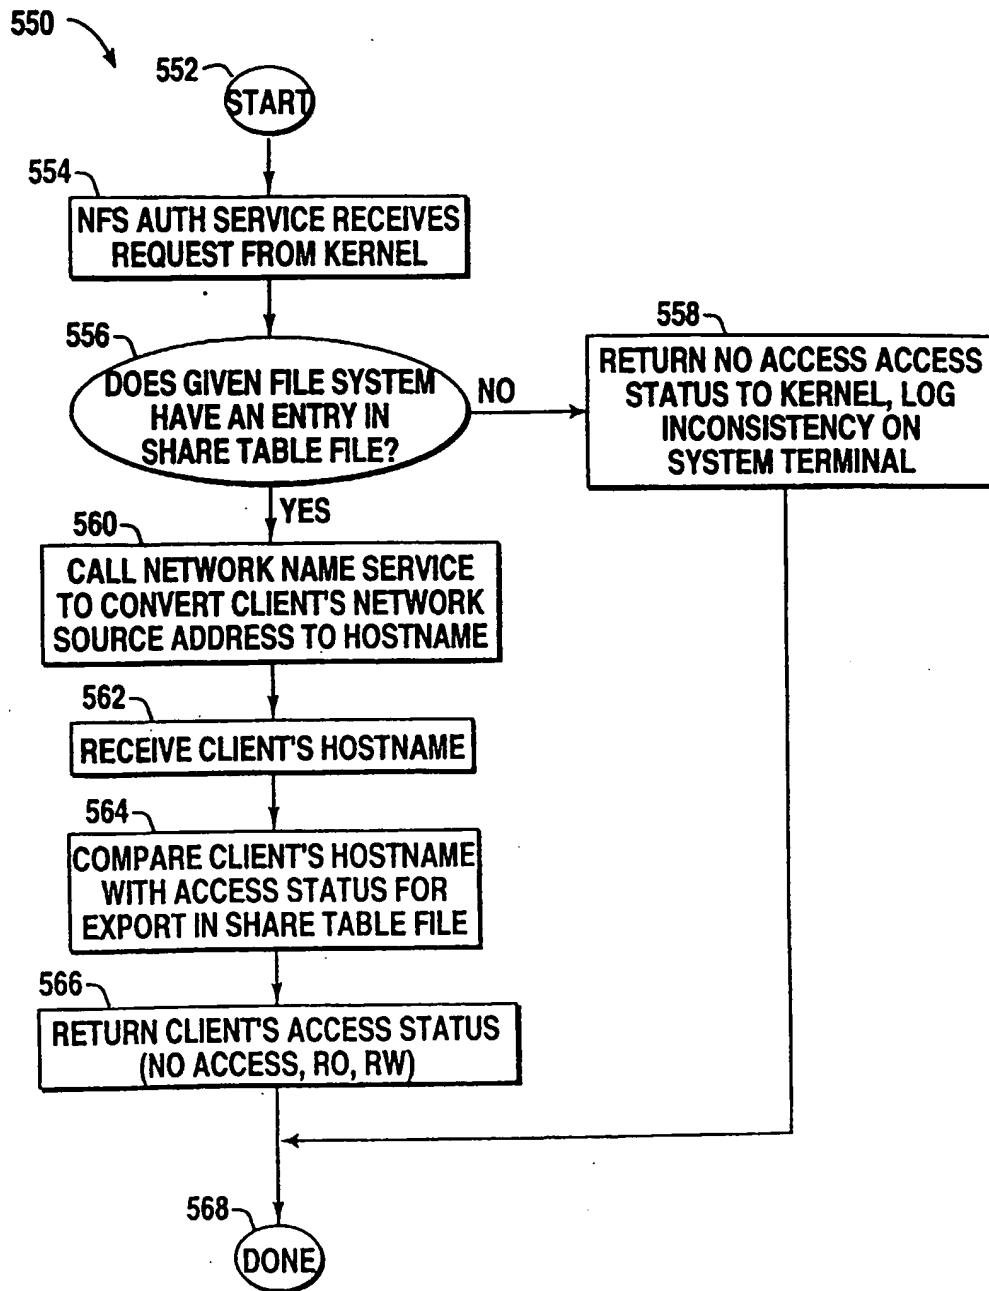 550
552
START
554
NFS AUTH SERVICE RECEIVES
REQUEST FROM KERNEL
556
DOES GIVEN FILE SYSTEM
HAVE AN ENTRY IN
SHARE TABLE FILE?
NO
558
RETURN NO ACCESS ACCESS
STATUS TO KERNEL, LOG
INCONSISTENCY ON
SYSTEM TERMINAL
YES
560
CALL NETWORK NAME SERVICE
TO CONVERT CLIENT'S NETWORK
SOURCE ADDRESS TO HOSTNAME
562
RECEIVE CLIENT'S HOSTNAME
564
COMPARE CLIENT'S HOSTNAME
WITH ACCESS STATUS FOR
EXPORT IN SHARE TABLE FILE
566
RETURN CLIENT'S ACCESS STATUS
(NO ACCESS, RO, RW)
568
DONE